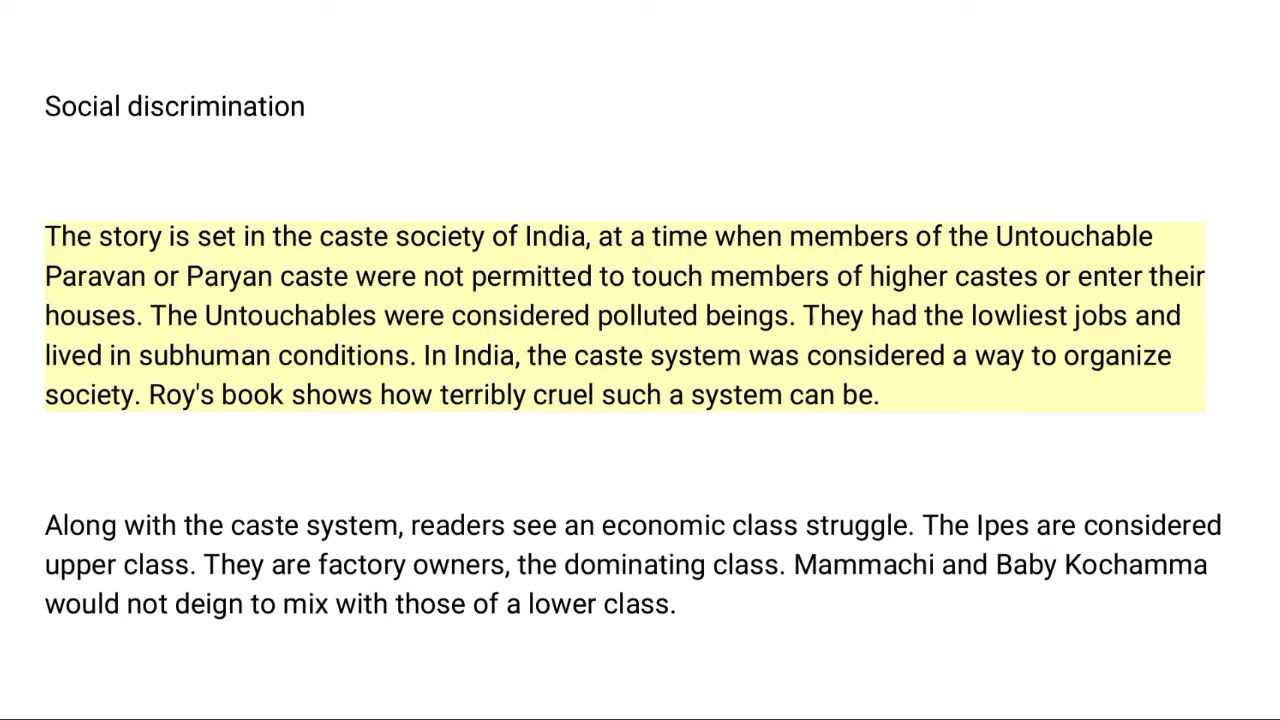 Social discrimination
The story is set in the caste society of India, at a time when members of the Untouchable
Paravan or Paryan caste were not permitted to touch members of higher castes or enter their
houses. The Untouchables were considered polluted beings. They had the lowliest jobs and
lived in subhuman conditions. In India, the caste system was considered a way to organize
society. Roy's book shows how terribly cruel such a system can be.
Along with the caste system, readers see an economic class struggle. The Ipes are considered
upper class. They are factory owners, the dominating class. Mammachi and Baby Kochamma
would not deign to mix with those of a lower class.